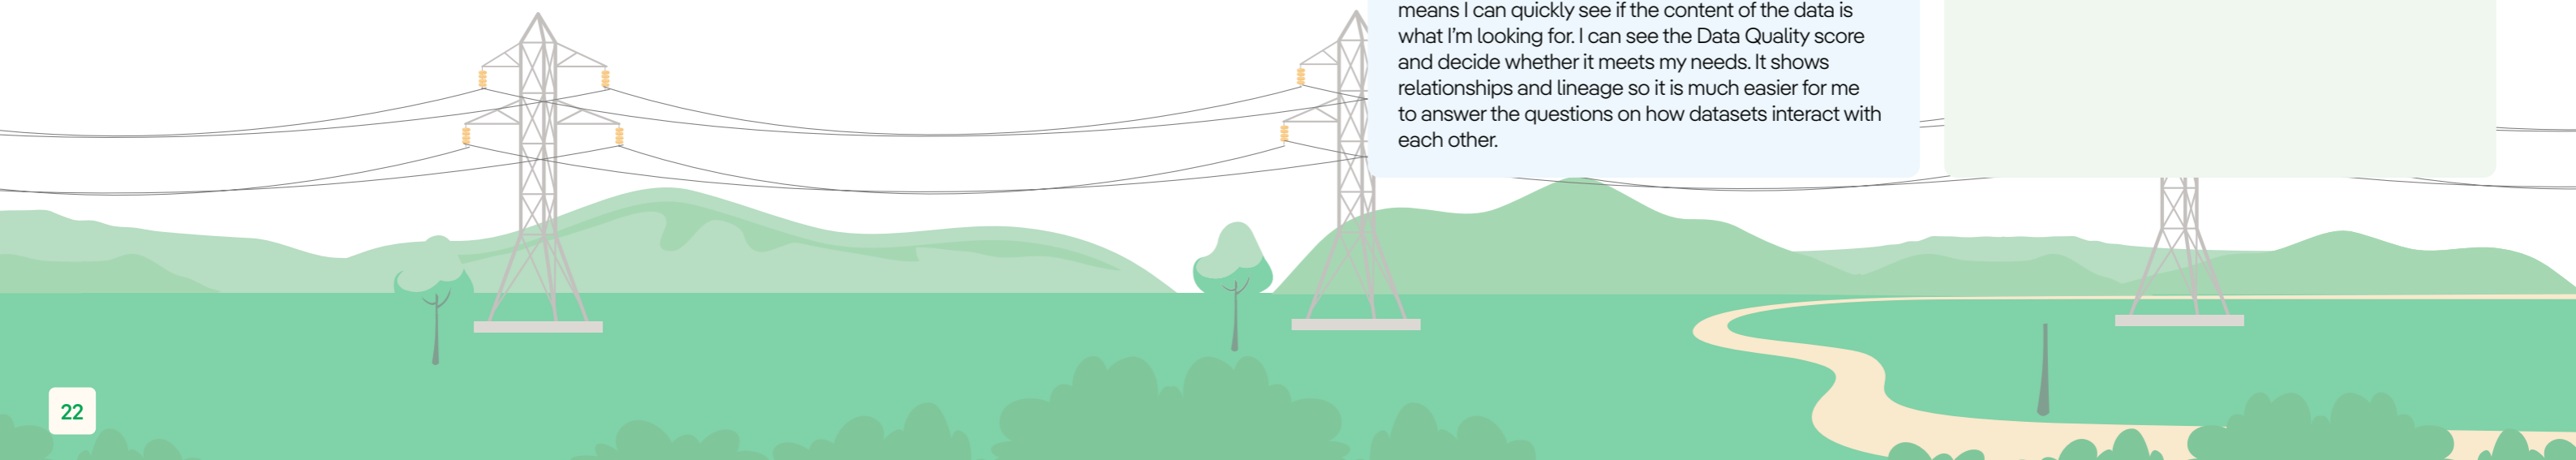 means I can quickly see if the content of the data is
what I'm looking for. I can see the Data Quality score
and decide whether it meets my needs. It shows
relationships and lineage so it is much easier for me
to answer the questions on how datasets interact with
each other.
22